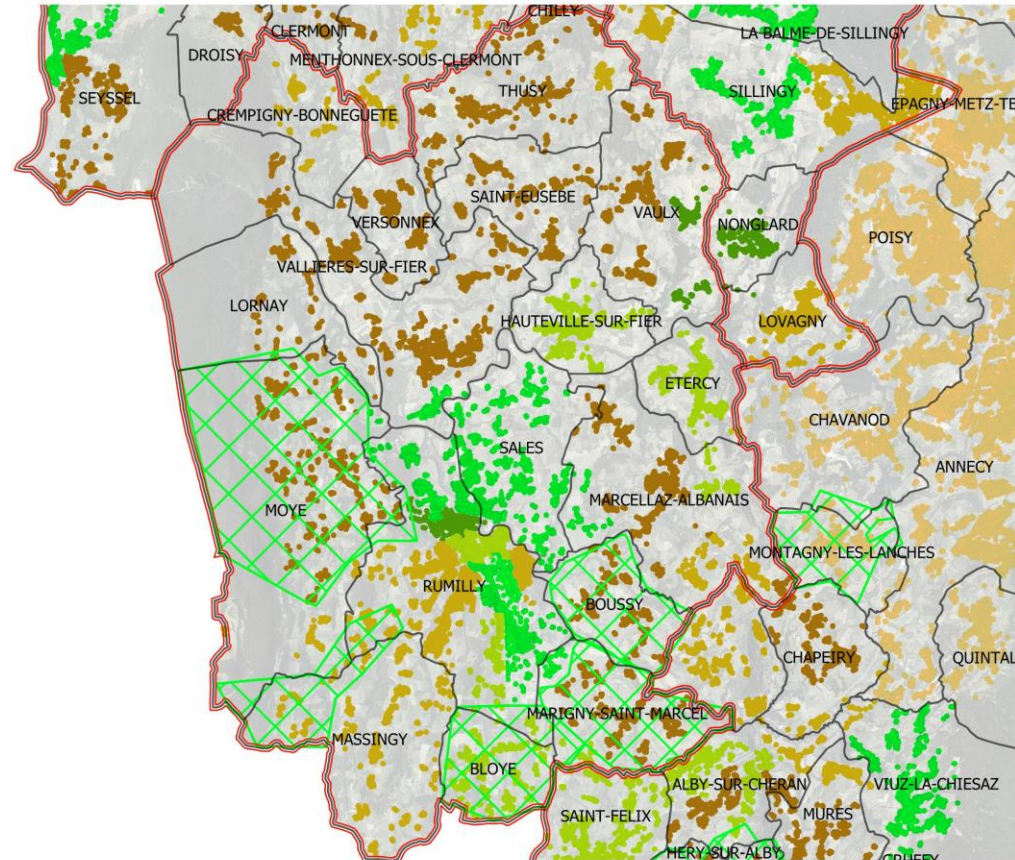 CHILLY
CLERMONT
LA BALME-DE-SILLINGY
DROISY
MENTHONNEX-SOUS-CLERMONT
SEYSSEL
THUSY
SILLINGY
EPAGNY-METZ-TE
CREMPIGNY-BONNEGUETE
SAINT-EUSEBE
VAULX
VERSONNEX
NONGLARD
POISY
VALLIERES-SUR-FIER
LORNAY
HAUTEVILLE-SUR-FIER
LOVAGNY
ETERCY
CHAVANOD
SALES
ANNECY
MARCELLAZ-ALBANAIS
MOYE
MONTAGNY-LES-LANCHES
RUMILLY
BOUSSY
CHAPEIRY
QUINTAL
MARIGNY-SAINT-MARCEL
MASSINGY
BLOYE
ALBY-SUR-CHERAN
VIUZ-LA-CHIESAZ
SAINT-FELIX
MURES
HERY-SUR-ALBY
GRUFFY